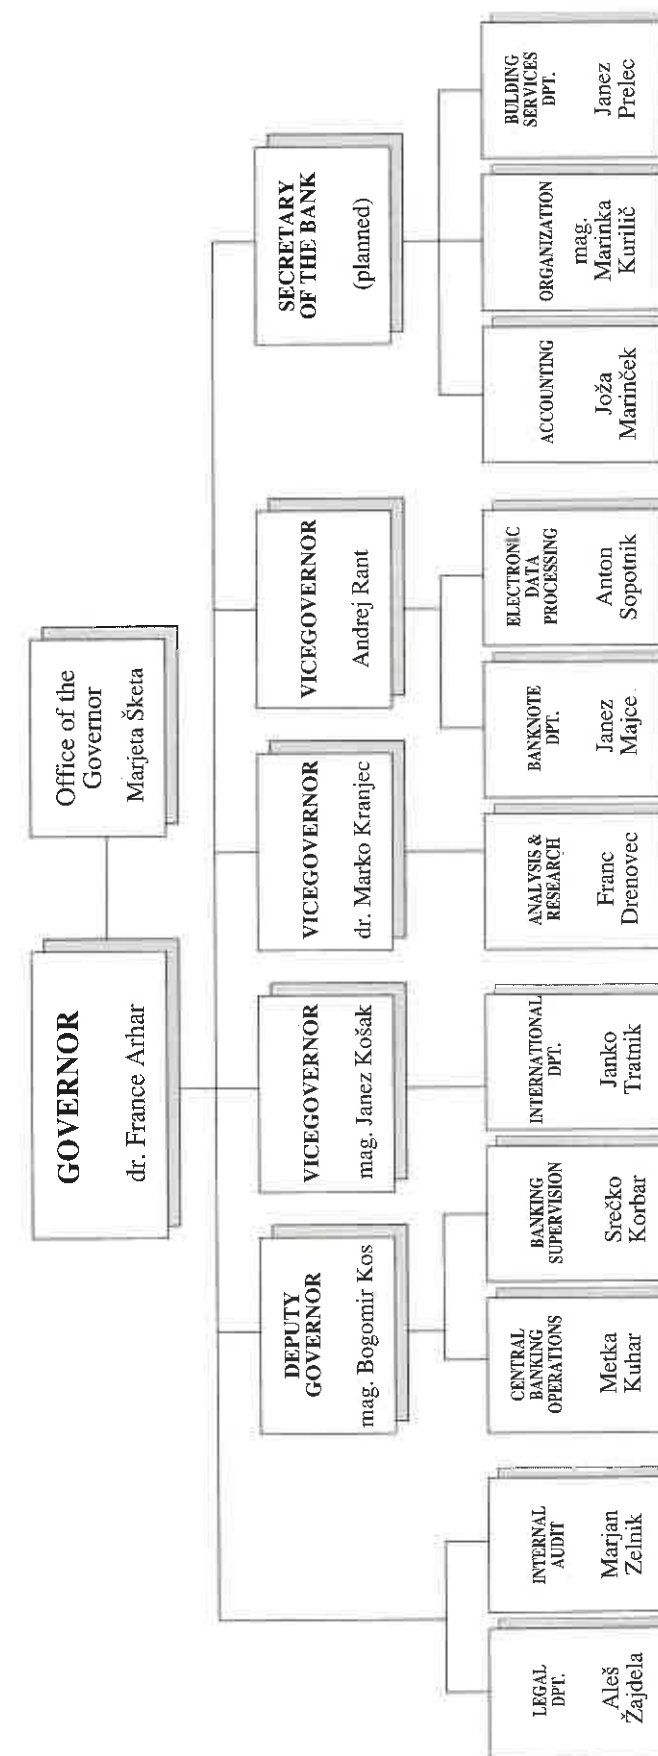 GOVERNOR
dr. France Arhar
Office of the
Governor
Marjeta Šketa
DEPUTY
GOVERNOR
mag. Bogomir Kos
VICEGOVERNOR
mag. Janez Košak
VICEGOVERNOR
dr. Marko Kranjec
VICEGOVERNOR
Andrej Rant
SECRETARY
OF THE BANK
(planned)
LEGAL
DPT.
Aleš
Žajdela
INTERNAL
AUDIT
Marjan
Zelnik
CENTRAL
BANKING
OPERATIONS
Metka
Kuhar
BANKING
SUPERVISION
Srečko
Korbar
INTERNATIONAL
DPT.
Janko
Tratnik
ANALYSIS &
RESEARCH
Franc
Drenovec
BANKNOTE
DPT.
Janez
Majce
ELECTRONIC
DATA
PROCESSING
Anton
Sopotnik
ACCOUNTING
Joža
Marinček
ORGANIZATION
mag.
Marinka
Kurilič
BULDING
SERVICES
DPT.
Janez
Prelec